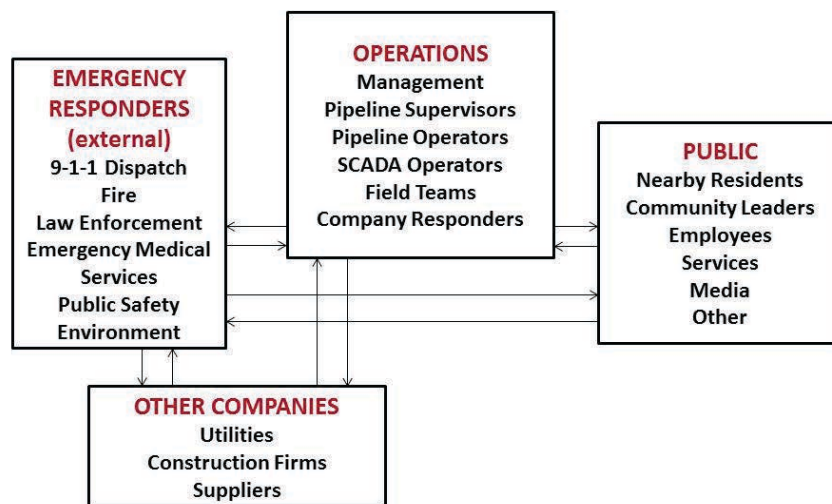 EMERGENCY
RESPONDERS
(external)
9-1-1 Dispatch
Fire
Law Enforcement
Emergency Medical
Services
Public Safety
Environment
OPERATIONS
Management
Pipeline Supervisors
Pipeline Operators
SCADA Operators
Field Teams
Company Responders
PUBLIC
Nearby Residents
Community Leaders
Employees
Services
Media
Other
OTHER COMPANIES
Utilities
Construction Firms
Suppliers